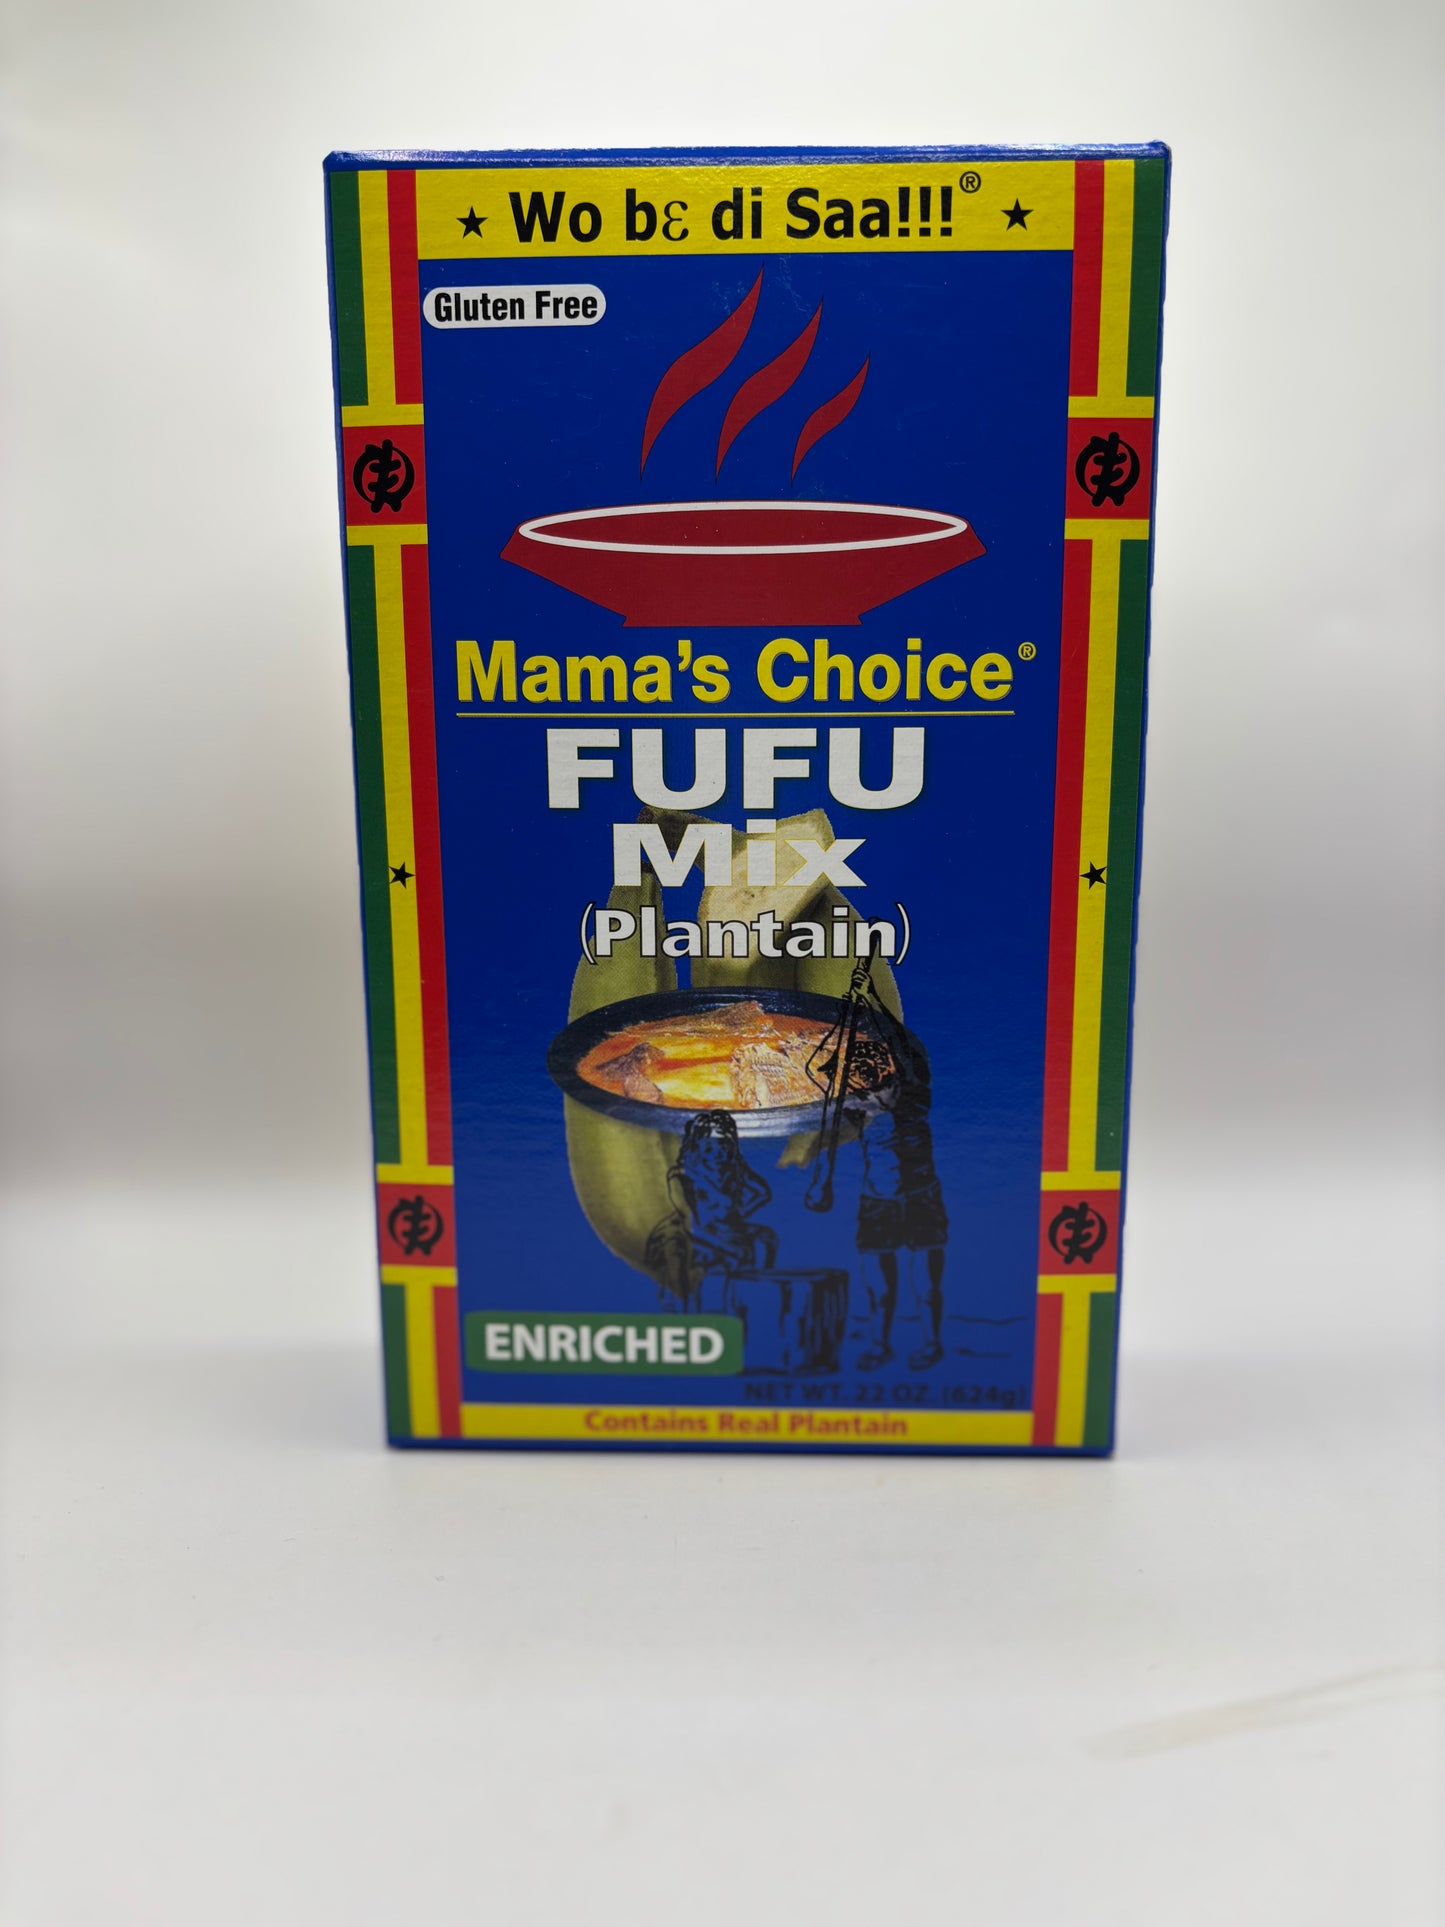 ★ Wo bɛ di Saa!!!® ★
Gluten Free
Mama's Choice®
FUFU
Mix
(Plantain)
ENRICHED
NET WT. 22 OZ. (624g)
Contains Real Plantain